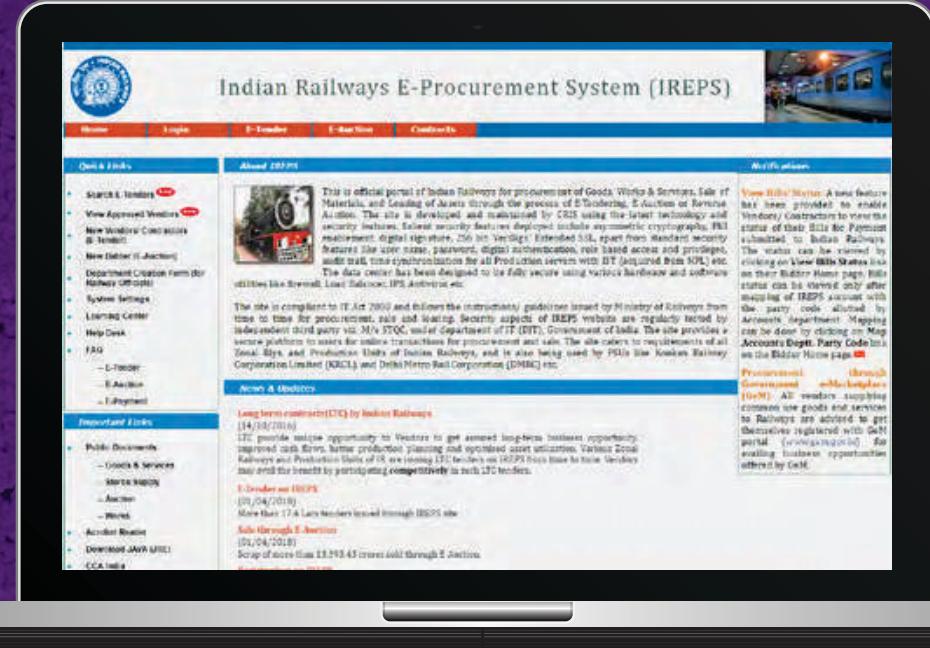 Indian Railways E-Procurement System (IREPS)
Home Login E-Tender E-Auction Contracts
Quick Links
Search E-Tenders
View Approved Vendors
New Vendors/ Contractors
(E-Tender)
New Bidder (E-Auction)
Department Creation Form (for
Railway Officials)
System Settings
Learning Center
Help Desk
FAQ
– E-Tender
– E-Auction
– E-Payment
Important Links
Public Documents
– Goods & Services
– Stores Supply
– Auction
– Works
Acrobat Reader
Download JAVA (JRE)
CCA India
About IREPS
This is official portal of Indian Railways for procurement of Goods, Works & Services, Sale of
Materials, and Leasing of Assets through the process of E-Tendering, E-Auction or Reverse
Auction. The site is developed and maintained by CRIS using the latest technology and
security features. Salient security features deployed include asymmetric cryptography, PKI
enablement, digital signature, 256 bit VeriSign Extended SSL, apart from standard security
features like user name, password, digital authentication, role based access and privileges,
audit trail, time synchronization for all Production servers with IST (acquired from NPL) etc.
The data center has been designed to be fully secure using various hardware and software
utilities like firewall, Load Balancer, IPS, Antivirus etc.
The site is compliant to IT Act 2000 and follows the instructions/ guidelines issued by Ministry of Railways from
time to time for procurement, sale and leasing. Security aspects of IREPS website are regularly tested by
independent third party viz. M/s STQC, under department of IT (DIT), Government of India. The site provides a
secure platform to users for online transactions for procurement and sale. The site caters to requirements of all
Zonal Rlys. and Production Units of Indian Railways, and is also being used by PSUs like Konkan Railway
Corporation Limited (KRCL), and Delhi Metro Rail Corporation (DMRC) etc.
News & Updates
Long term contracts(LTC) by Indian Railways
(14/10/2016)
LTC provide unique opportunity to Vendors to get assured long-term business opportunity,
improved cash flows, better production planning and optimised asset utilization. Various Zonal
Railways and Production Units of IR are issuing LTC tenders on IREPS from time to time. Vendors
may avail the benefit by participating competitively in such LTC tenders.
E-Tender on IREPS
(01/04/2018)
More than 17.6 Lacs tenders issued through IREPS site
Sale through E-Auction
(01/04/2018)
Scrap of more than crores sold through E-Auction.
Notifications
View Bills' Status: A new feature
has been provided to enable
Vendors/ Contractors to view the
status of their Bills for Payment
submitted to Indian Railways.
The status can be viewed by
clicking on View Bills Status link
on their Bidder Home page. Bills
status can be viewed only after
mapping of IREPS account with
the party code allotted by
Accounts department. Mapping
can be done by clicking on Map
Accounts Deptt. Party Code link
on the Bidder Home page.
Procurement through
Government e-Marketplace
(GeM): All vendors supplying
common use goods and services
to Railways are advised to get
themselves registered with GeM
portal (www.gem.gov.in) for
availing business opportunities
offered by GeM.